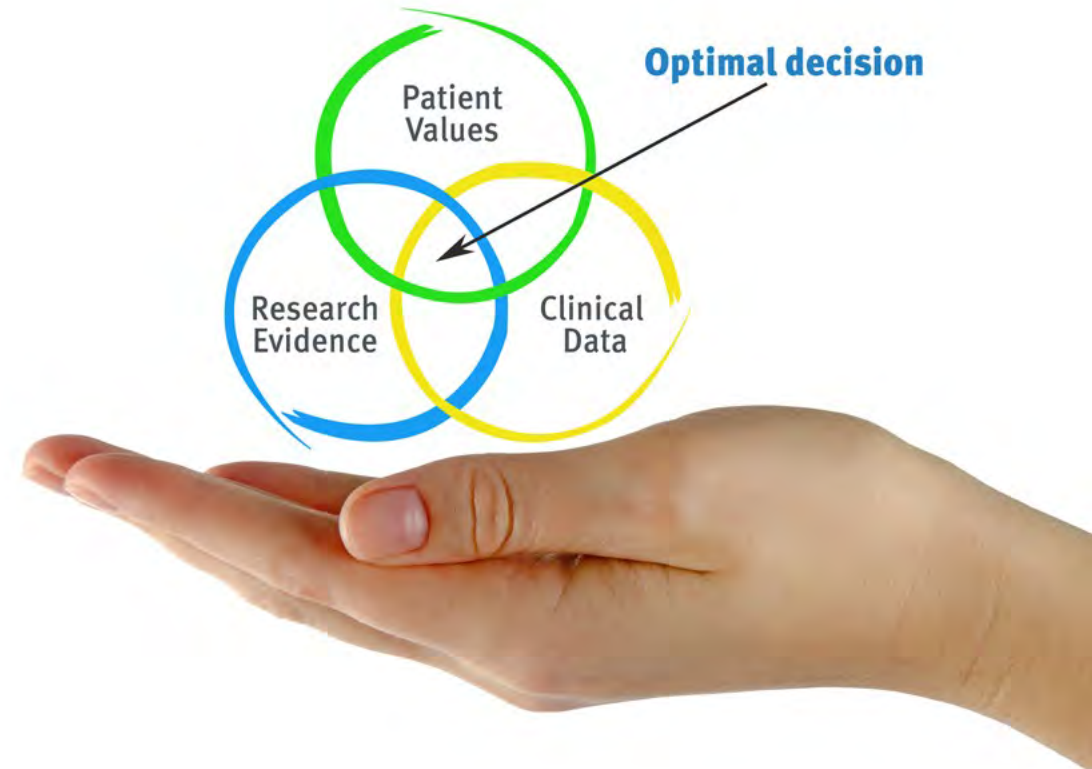 Optimal decision
Patient
Values
Research
Evidence
Clinical
Data